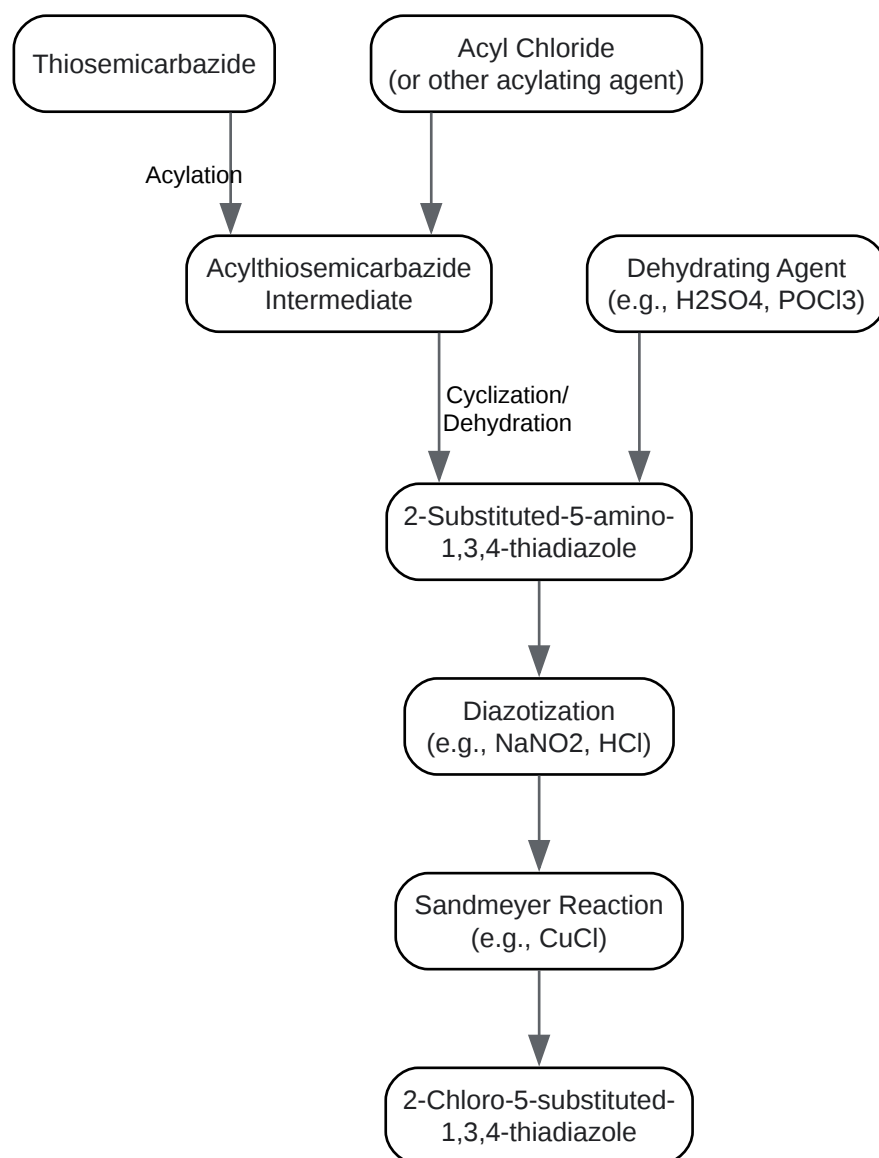 Thiosemicarbazide
Acyl Chloride
(or other acylating agent)
Acylation
Acylthiosemicarbazide
Intermediate
Dehydrating Agent
(e.g., H2SO4, POCl3)
Cyclization/
Dehydration
2-Substituted-5-amino-
1,3,4-thiadiazole
Diazotization
(e.g., NaNO2, HCl)
Sandmeyer Reaction
(e.g., CuCl)
2-Chloro-5-substituted-
1,3,4-thiadiazole